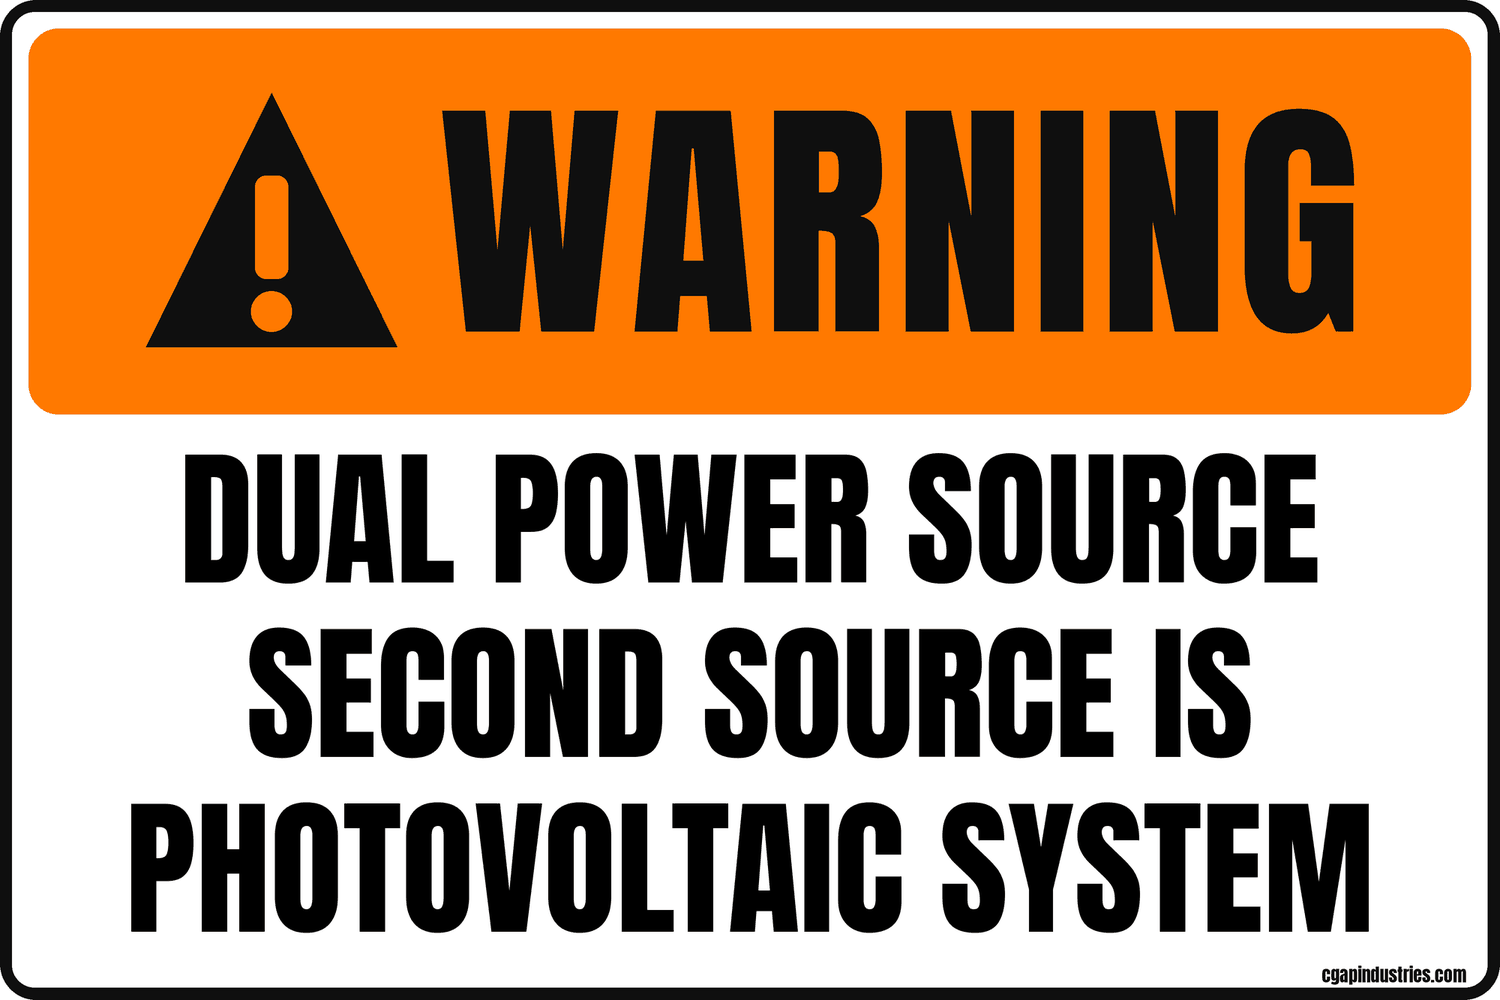 WARNING
DUAL POWER SOURCE
SECOND SOURCE IS
PHOTOVOLTAIC SYSTEM
cgapindustries.com